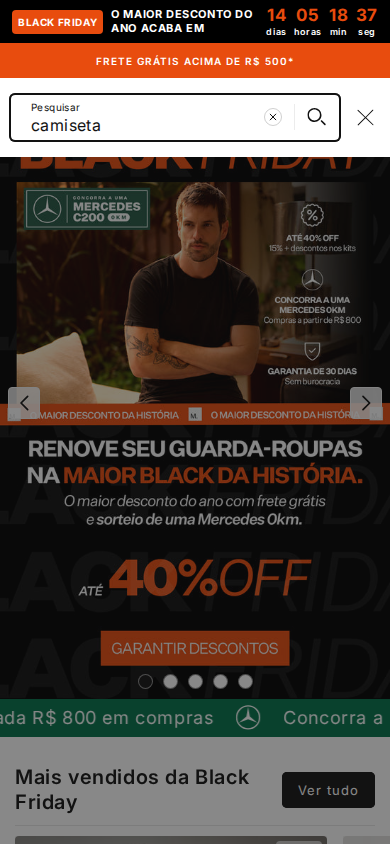 BLACK FRIDAY
O MAIOR DESCONTO DO
ANO ACABA EM
14 05 18 37
dias horas min seg
FRETE GRÁTIS ACIMA DE R$ 500*
Pesquisar
camiseta
BLACK FRIDAY
CONCORRA A UMA
MERCEDES
C200 0KM
ATÉ 40% OFF
15% + descontos nos kits
CONCORRA A UMA
MERCEDES 0KM
Compras a partir de R$ 800
GARANTIA DE 30 DIAS
Sem burocracia
O MAIOR DESCONTO DA HISTÓRIA M. O MAIOR DESCONTO DA HISTÓRIA
RENOVE SEU GUARDA-ROUPAS
NA MAIOR BLACK DA HISTÓRIA.
O maior desconto do ano com frete grátis
e sorteio de uma Mercedes 0km.
ATÉ 40% OFF
GARANTIR DESCONTOS
ada R$ 800 em compras Concorra a
Mais vendidos da Black
Friday
Ver tudo